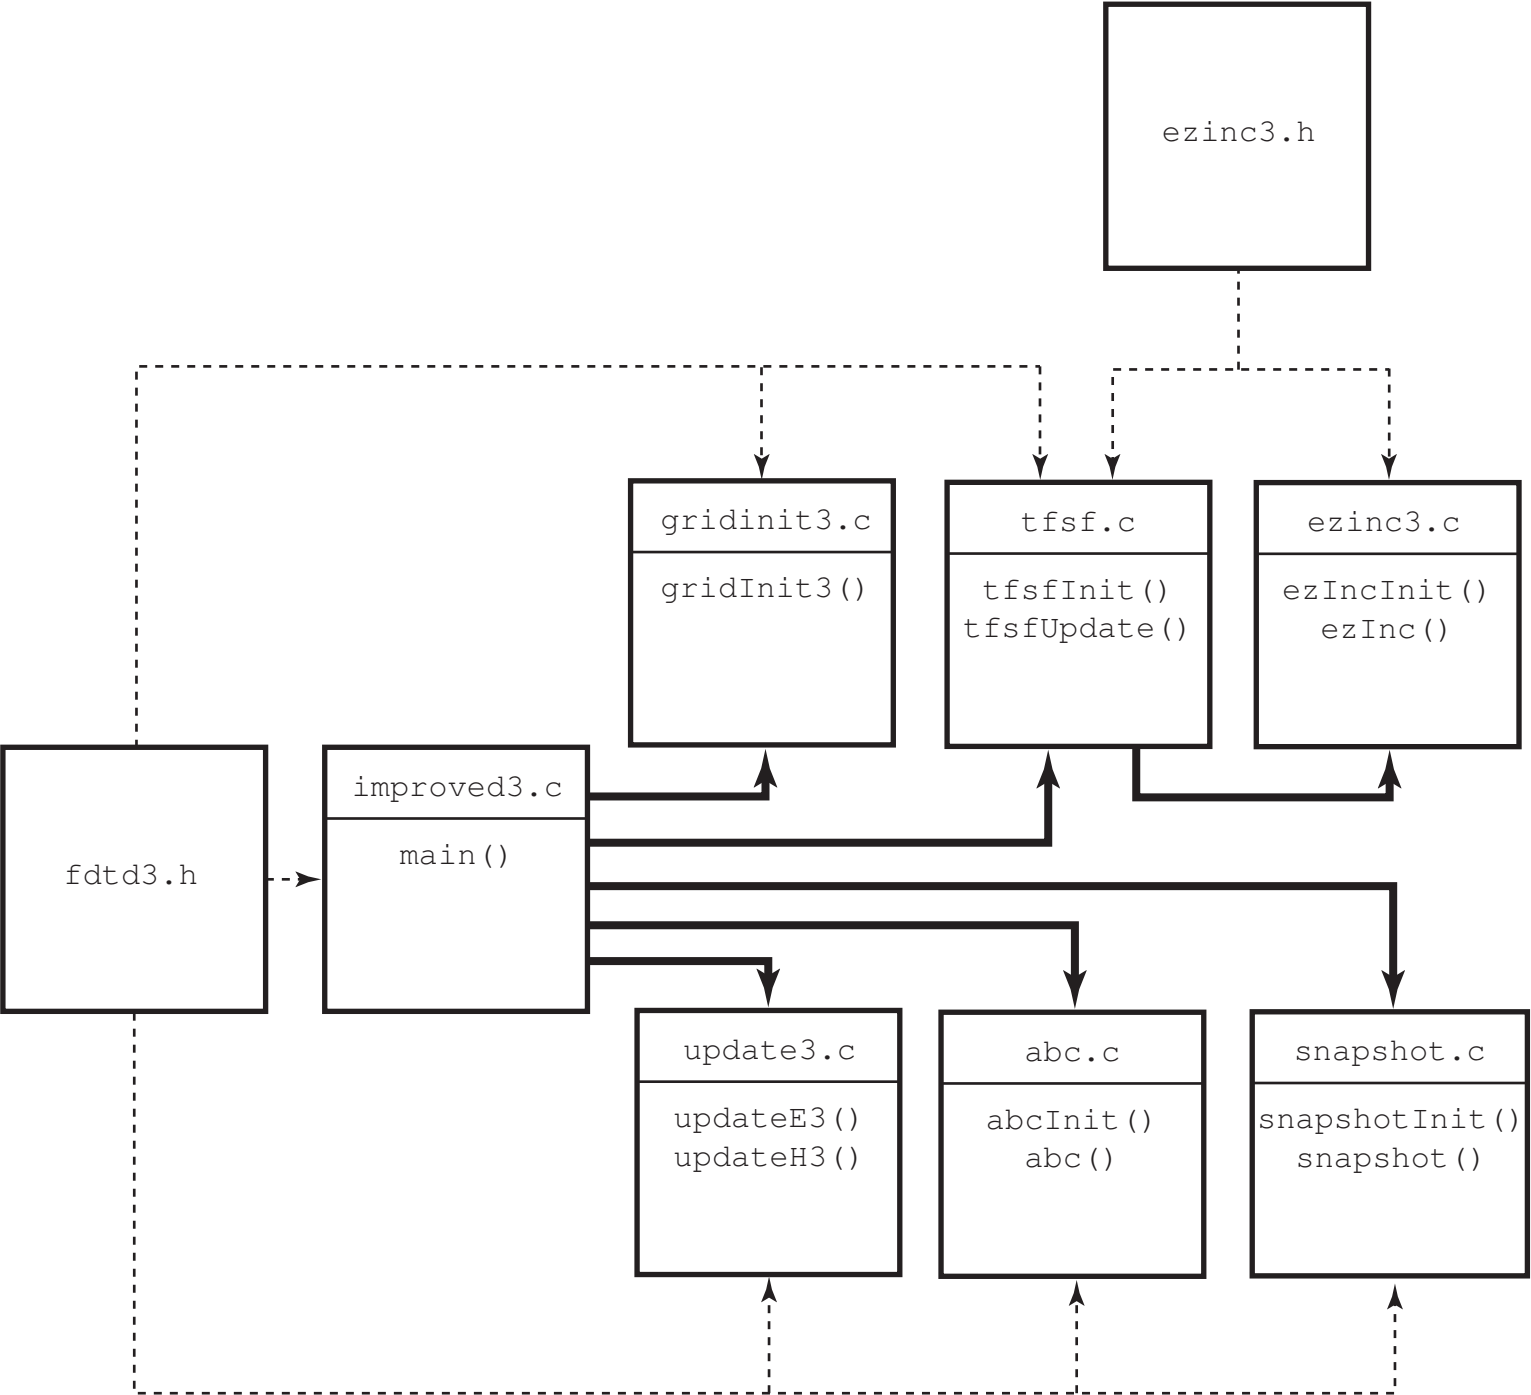 ezinc3.h
gridinit3.c
gridInit3()
tfsf.c
tfsfInit()
tfsfUpdate()
ezinc3.c
ezIncInit()
ezInc()
fdtd3.h
improved3.c
main()
update3.c
updateE3()
updateH3()
abc.c
abcInit()
abc()
snapshot.c
snapshotInit()
snapshot()